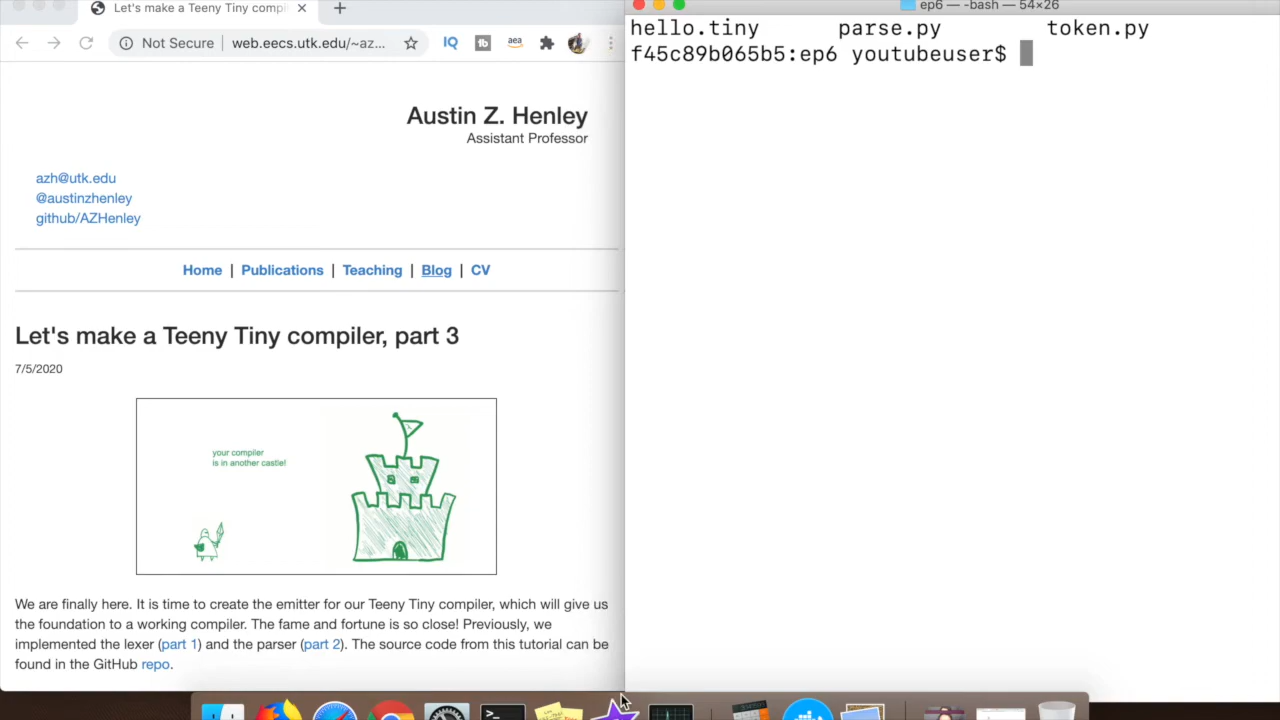 Let's make a Teeny Tiny compil
Not Secure
web.eecs.utk.edu/~az...
IQ
tb
aea
Austin Z. Henley
Assistant Professor
azh@utk.edu
@austinzhenley
github/AZHenley
Home | Publications | Teaching | Blog | CV
Let's make a Teeny Tiny compiler, part 3
7/5/2020
your compiler
is in another castle!
We are finally here. It is time to create the emitter for our Teeny Tiny compiler, which will give us
the foundation to a working compiler. The fame and fortune is so close! Previously, we
implemented the lexer (part 1) and the parser (part 2). The source code from this tutorial can be
found in the GitHub repo.
ep6 — -bash — 54×26
hello.tiny parse.py token.py
f45c89b065b5:ep6 youtubeuser$